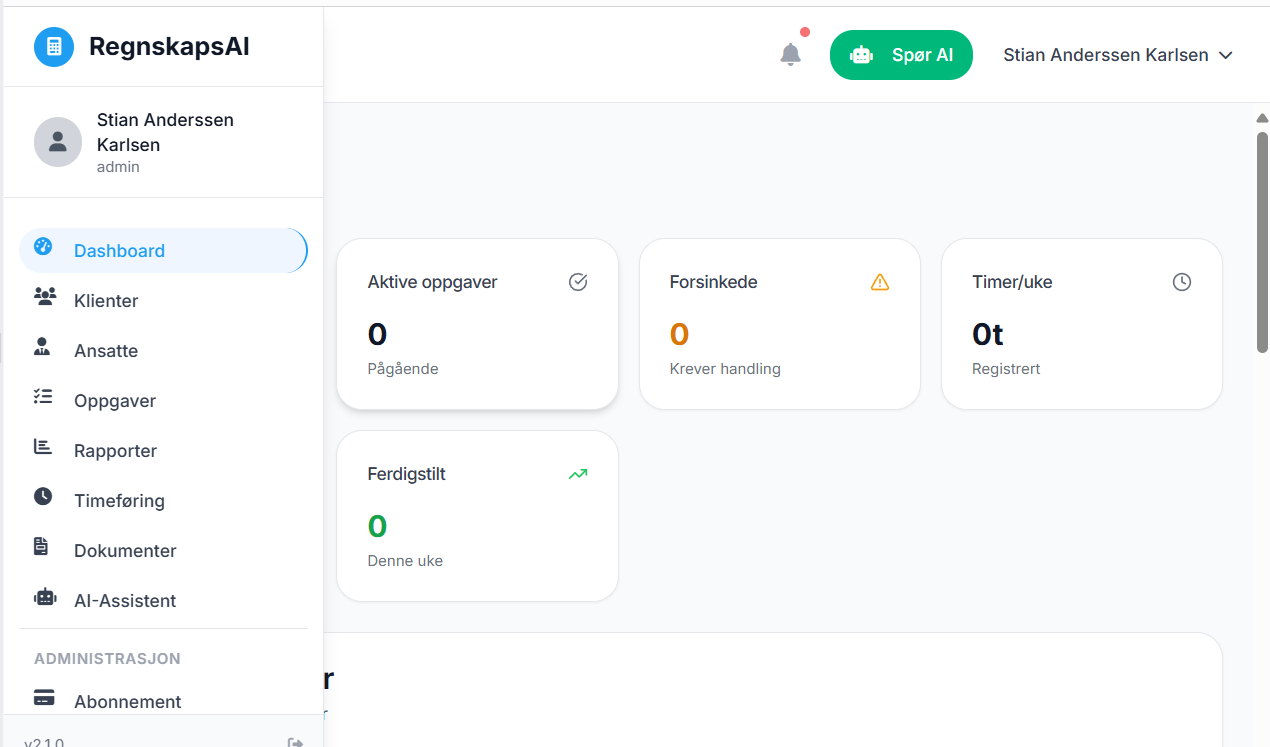 RegnskapsAI
Stian Anderssen
Karlsen
admin
Dashboard
Klienter
Ansatte
Oppgaver
Rapporter
Timeføring
Dokumenter
AI-Assistent
ADMINISTRASJON
Abonnement
v2.1.0
Spør AI
Stian Anderssen Karlsen
Aktive oppgaver
0
Pågående
Forsinkede
0
Krever handling
Timer/uke
0t
Registrert
Ferdigstilt
0
Denne uke
r
r